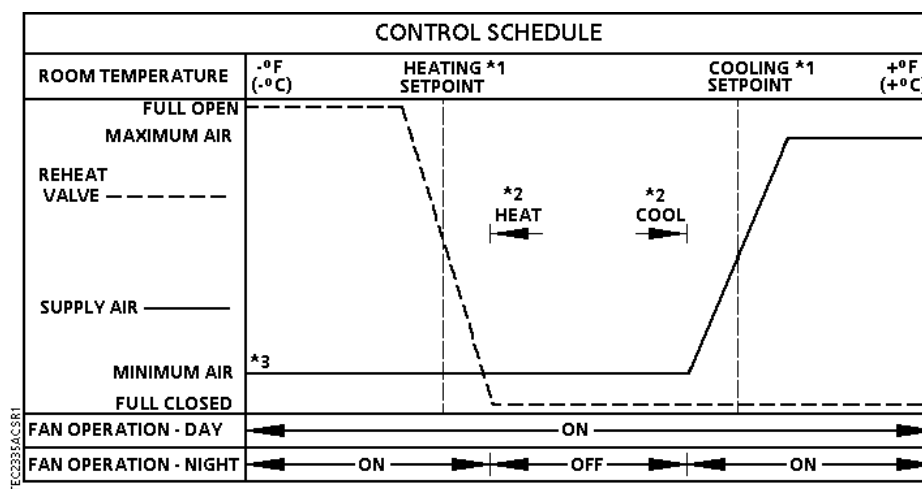 CONTROL SCHEDULE
ROOM TEMPERATURE
-°F
(-°C)
HEATING *1
SETPOINT
COOLING *1
SETPOINT
+°F
(+°C)
FULL OPEN
MAXIMUM AIR
REHEAT
VALVE
*2
HEAT
*2
COOL
SUPPLY AIR
*3
MINIMUM AIR
FULL CLOSED
FAN OPERATION - DAY
ON
FAN OPERATION - NIGHT
ON
OFF
ON
TEC2335ACSR1